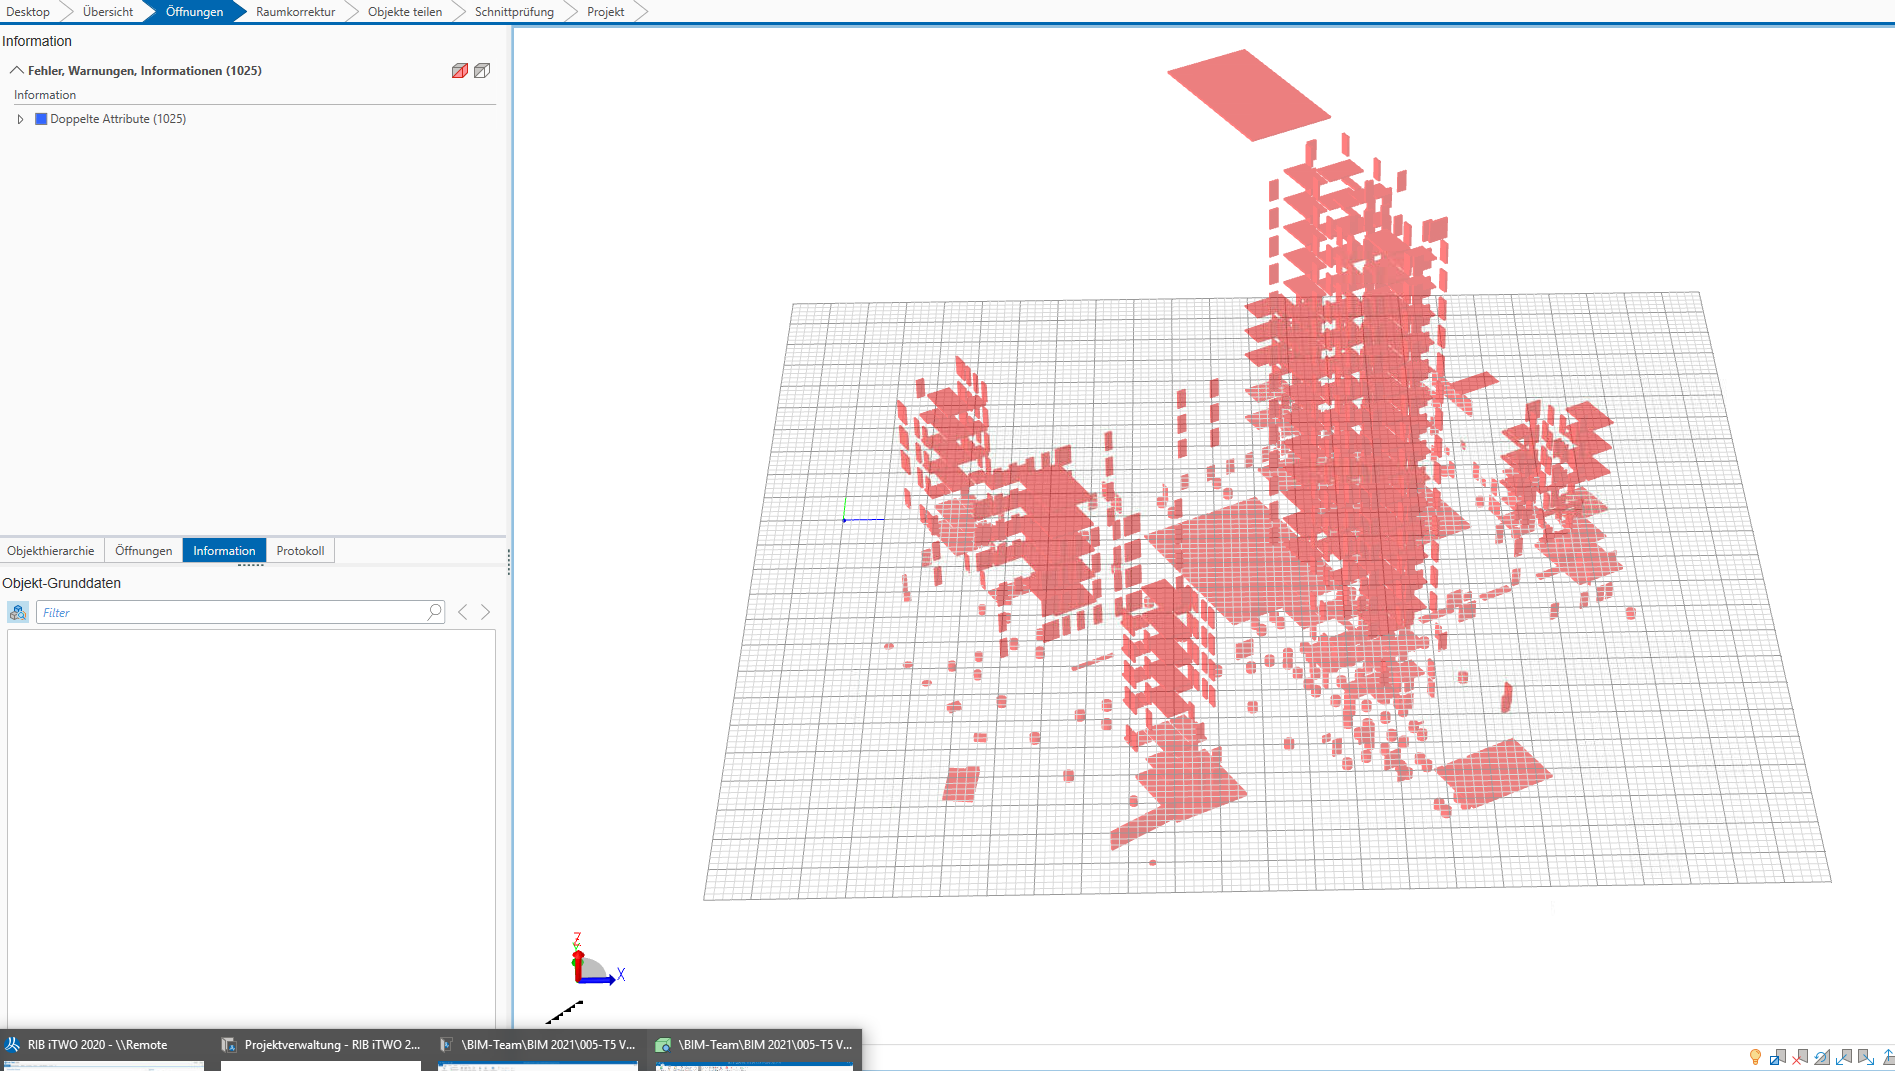 Desktop Übersicht Öffnungen Raumkorrektur Objekte teilen Schnittprüfung Projekt
Information
Fehler, Warnungen, Informationen (1025)
Information
Doppelte Attribute (1025)
Objekthierarchie Öffnungen Information Protokoll
Objekt-Grunddaten
Filter
Z
X
RIB iTWO 2020 - \\Remote Projektverwaltung - RIB iTWO 2... \BIM-Team\BIM 2021\005-T5 V... \BIM-Team\BIM 2021\005-T5 V...